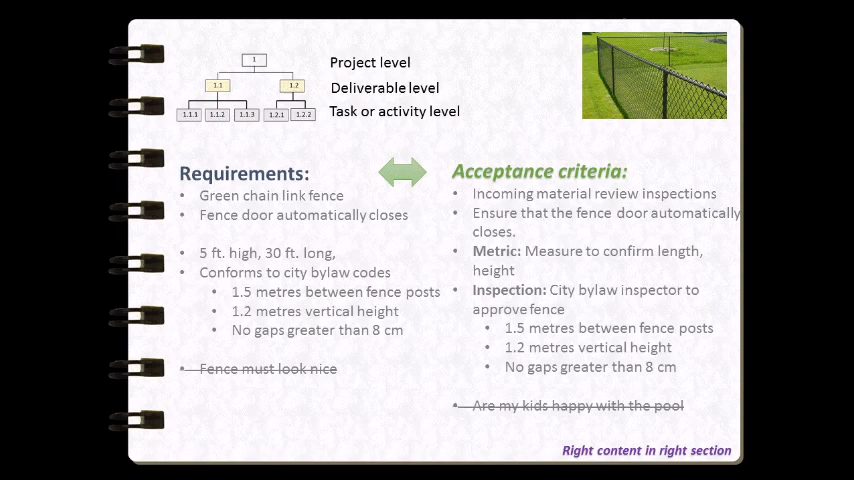 1
Project level
1.1
1.2
Deliverable level
1.1.1 1.1.2 1.1.3 1.2.1 1.2.2
Task or activity level
Requirements:
• Green chain link fence
• Fence door automatically closes
• 5 ft. high, 30 ft. long,
• Conforms to city bylaw codes
• 1.5 metres between fence posts
• 1.2 metres vertical height
• No gaps greater than 8 cm
• Fence must look nice
Acceptance criteria:
• Incoming material review inspections
• Ensure that the fence door automatically
closes.
• Metric: Measure to confirm length,
height
• Inspection: City bylaw inspector to
approve fence
• 1.5 metres between fence posts
• 1.2 metres vertical height
• No gaps greater than 8 cm
• Are my kids happy with the pool
Right content in right section